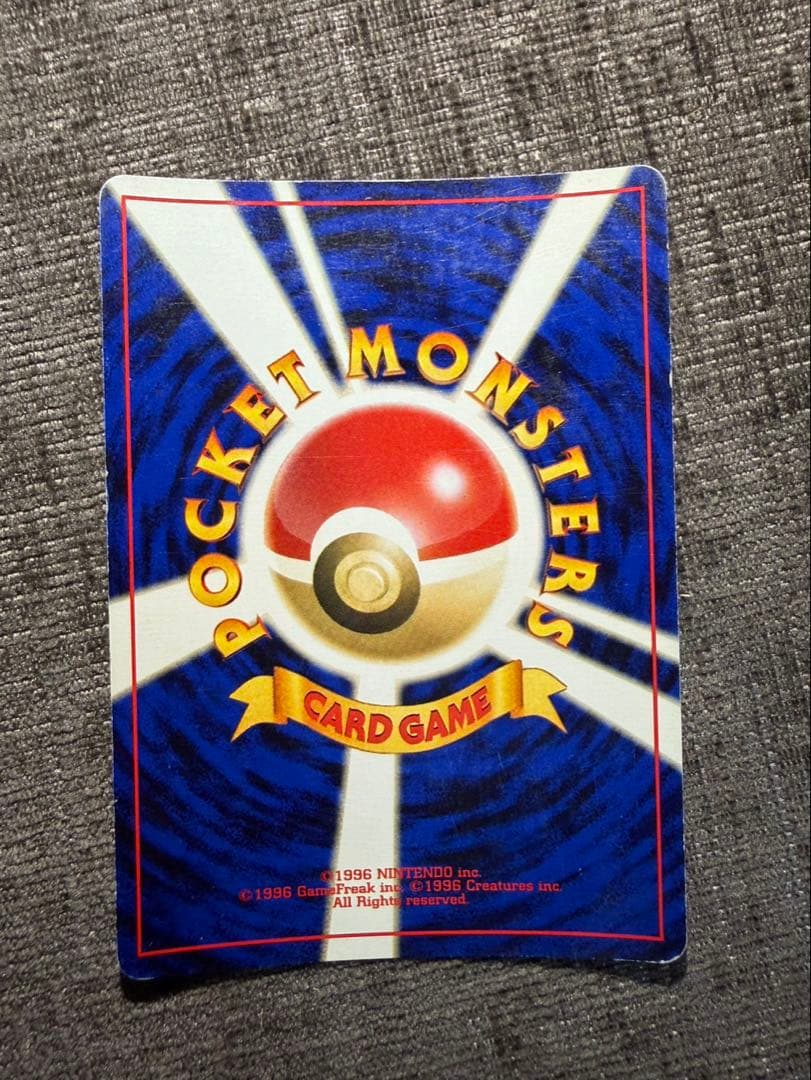 POCKET MONSTERS
CARD GAME
©1996 NINTENDO inc.
©1996 GameFreak inc. ©1996 Creatures inc.
All Rights reserved.